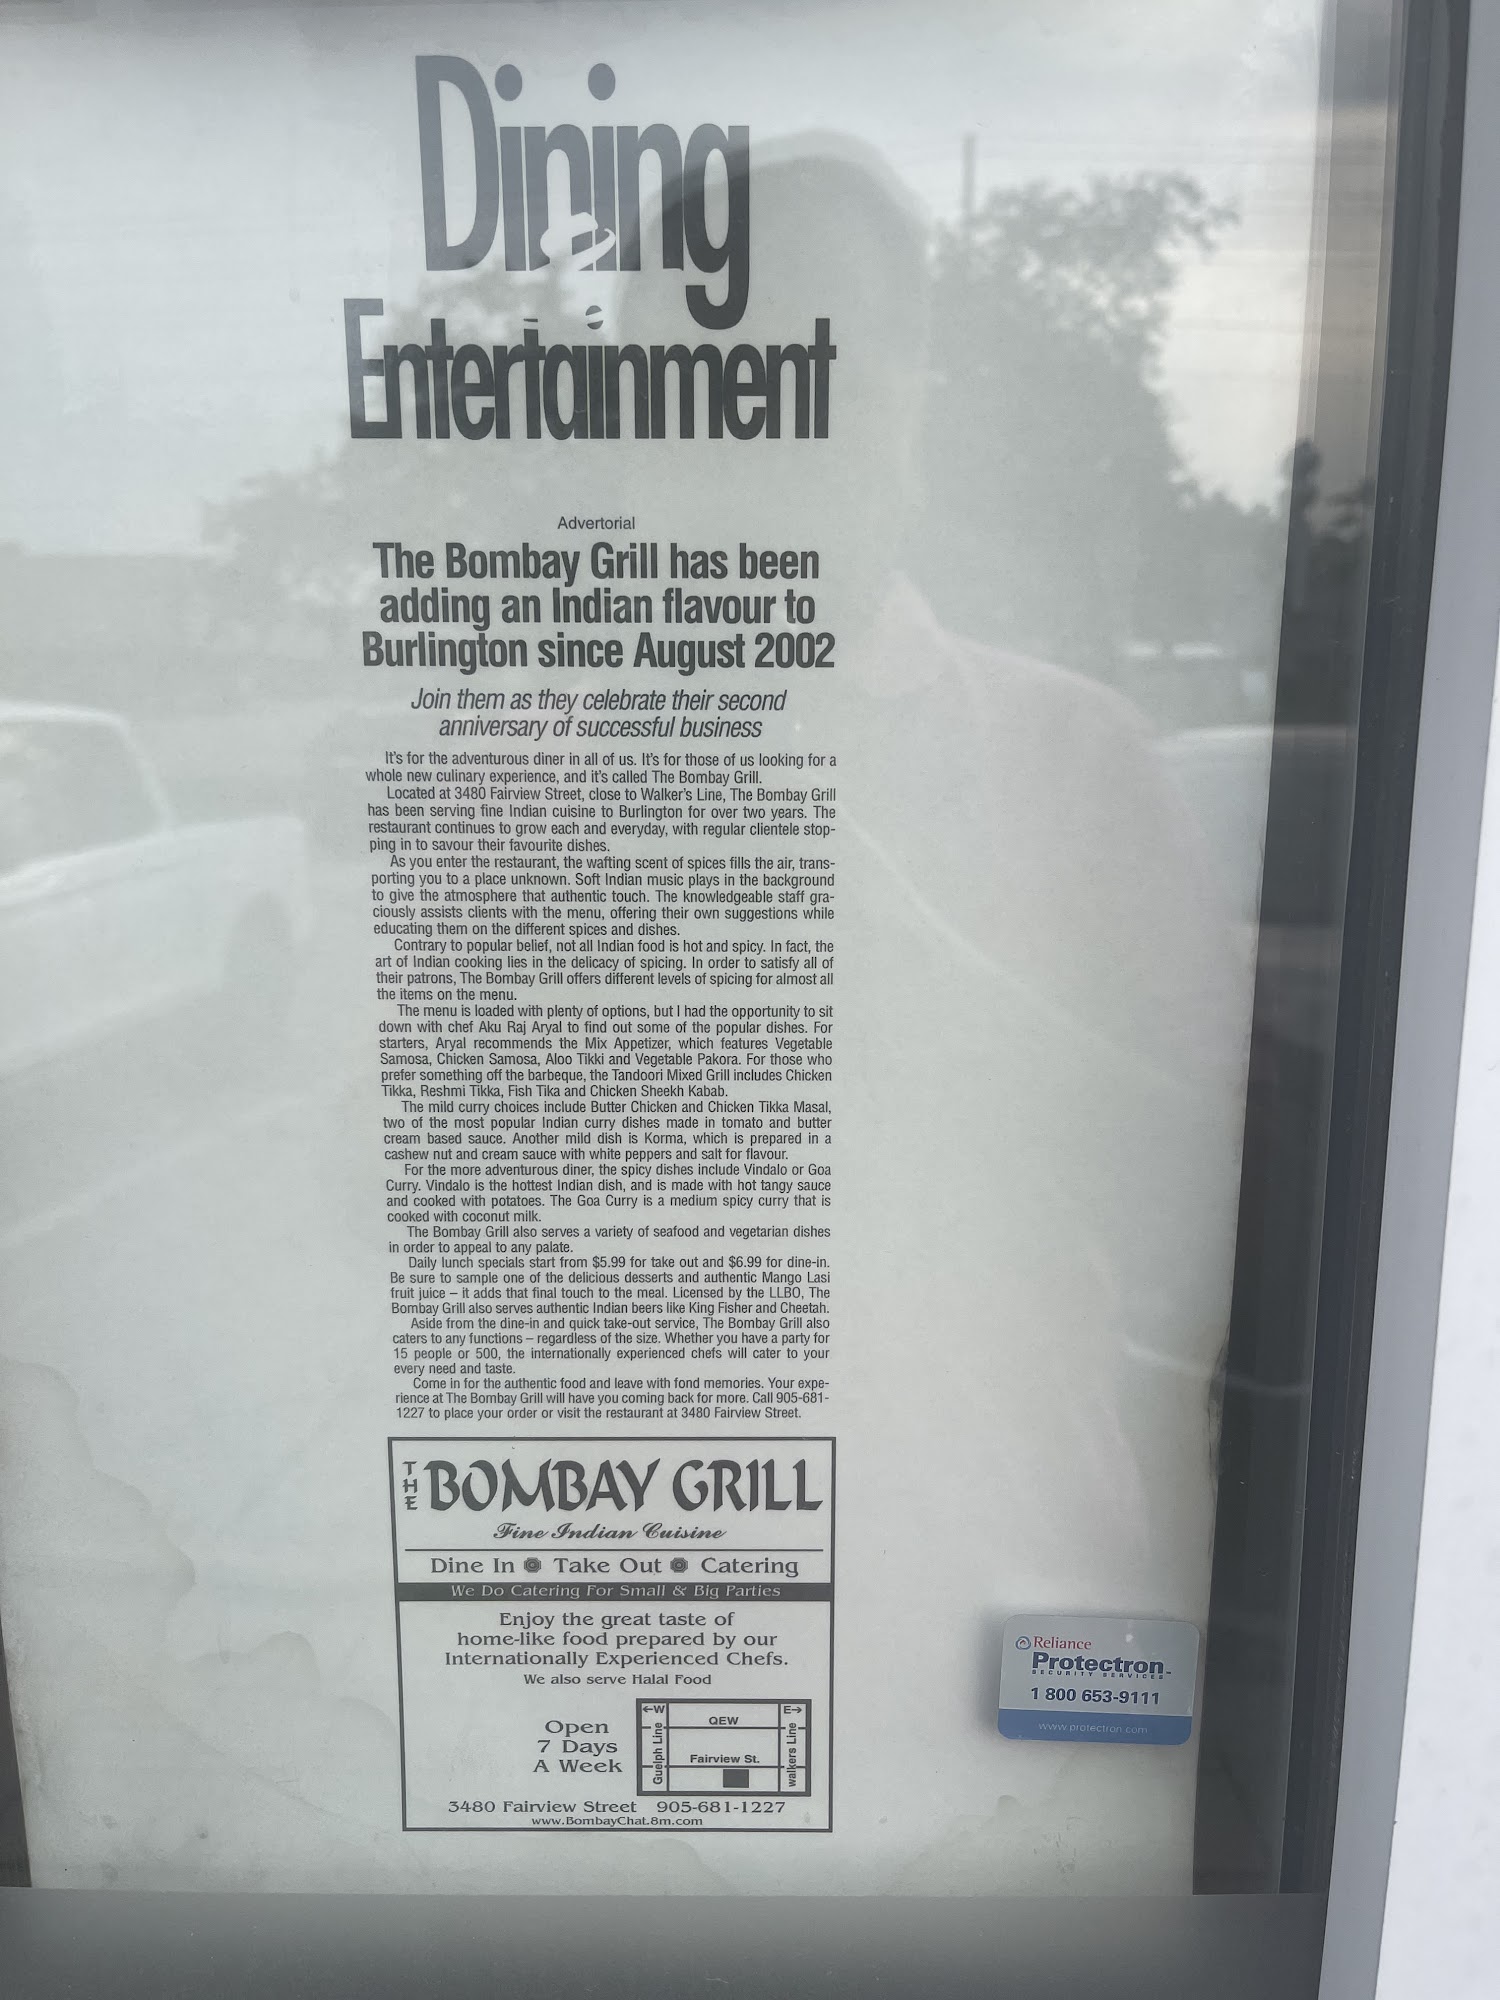 Dining
Entertainment
Advertorial
The Bombay Grill has been
adding an Indian flavour to
Burlington since August 2002
Join them as they celebrate their second
anniversary of successful business
It's for the adventurous diner in all of us. It's for those of us looking for a
whole new culinary experience, and it's called The Bombay Grill.
Located at 3480 Fairview Street, close to Walker's Line, The Bombay Grill
has been serving fine Indian cuisine to Burlington for over two years. The
restaurant continues to grow each and everyday, with regular clientele stop-
ping in to savour their favourite dishes.
As you enter the restaurant, the wafting scent of spices fills the air, trans-
porting you to a place unknown. Soft Indian music plays in the background
to give the atmosphere that authentic touch. The knowledgeable staff gra-
ciously assists clients with the menu, offering their own suggestions while
educating them on the different spices and dishes.
Contrary to popular belief, not all Indian food is hot and spicy. In fact, the
art of Indian cooking lies in the delicacy of spicing. In order to satisfy all of
their patrons, The Bombay Grill offers different levels of spicing for almost all
the items on the menu.
The menu is loaded with plenty of options, but I had the opportunity to sit
down with chef Aku Raj Aryal to find out some of the popular dishes. For
starters, Aryal recommends the Mix Appetizer, which features Vegetable
Samosa, Chicken Samosa, Aloo Tikki and Vegetable Pakora. For those who
prefer something off the barbeque, the Tandoori Mixed Grill includes Chicken
Tikka, Reshmi Tikka, Fish Tika and Chicken Sheekh Kabab.
The mild curry choices include Butter Chicken and Chicken Tikka Masal,
two of the most popular Indian curry dishes made in tomato and butter
cream based sauce. Another mild dish is Korma, which is prepared in a
cashew nut and cream sauce with white peppers and salt for flavour.
For the more adventurous diner, the spicy dishes include Vindalo or Goa
Curry. Vindalo is the hottest Indian dish, and is made with hot tangy sauce
and cooked with potatoes. The Goa Curry is a medium spicy curry that is
cooked with coconut milk.
The Bombay Grill also serves a variety of seafood and vegetarian dishes
in order to appeal to any palate.
Daily lunch specials start from $5.99 for take out and $6.99 for dine-in.
Be sure to sample one of the delicious desserts and authentic Mango Lasi
fruit juice – it adds that final touch to the meal. Licensed by the LLBO, The
Bombay Grill also serves authentic Indian beers like King Fisher and Cheetah.
Aside from the dine-in and quick take-out service, The Bombay Grill also
caters to any functions – regardless of the size. Whether you have a party for
15 people or 500, the internationally experienced chefs will cater to your
every need and taste.
Come in for the authentic food and leave with fond memories. Your expe-
rience at The Bombay Grill will have you coming back for more. Call 905-681-
1227 to place your order or visit the restaurant at 3480 Fairview Street.
THE BOMBAY GRILL
Fine Indian Cuisine
Dine In Take Out Catering
We Do Catering For Small & Big Parties
Enjoy the great taste of
home-like food prepared by our
Internationally Experienced Chefs.
We also serve Halal Food
Open
7 Days
A Week
←W
E→
QEW
Guelph Line
Fairview St.
walkers Line
3480 Fairview Street 905-681-1227
www.BombayChat.8m.com
Reliance
Protectron
SECURITY SERVICES
1 800 653-9111
www.protectron.com